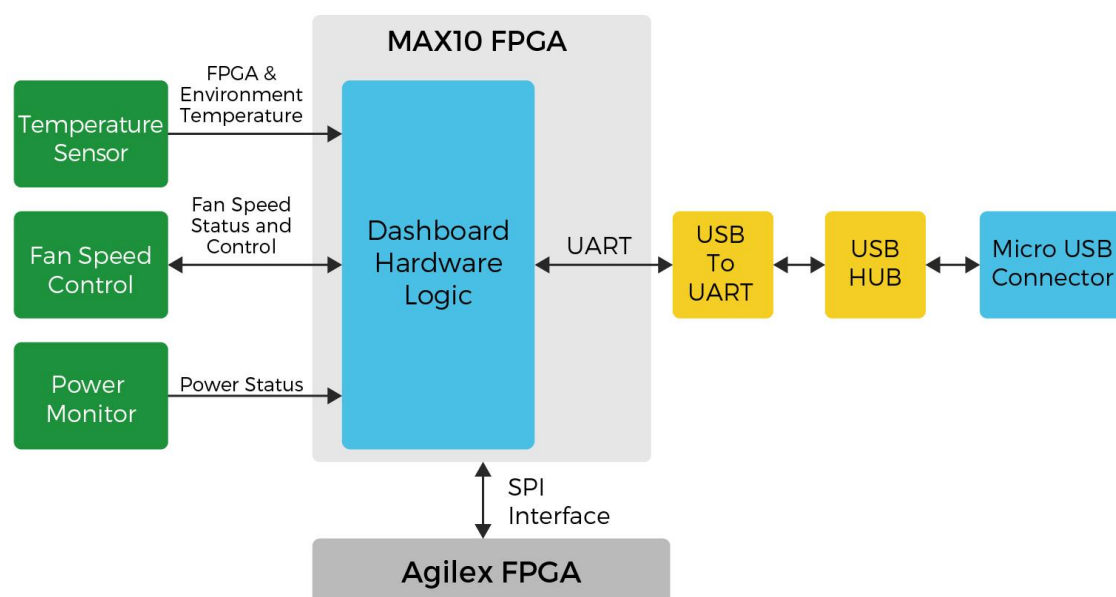 MAX10 FPGA
FPGA &
Environment
Temperature
Temperature
Sensor
Fan Speed
Status and
Control
Fan Speed
Control
Power
Monitor
Power Status
Dashboard
Hardware
Logic
UART
USB
To
UART
USB
HUB
Micro USB
Connector
SPI
Interface
Agilex FPGA